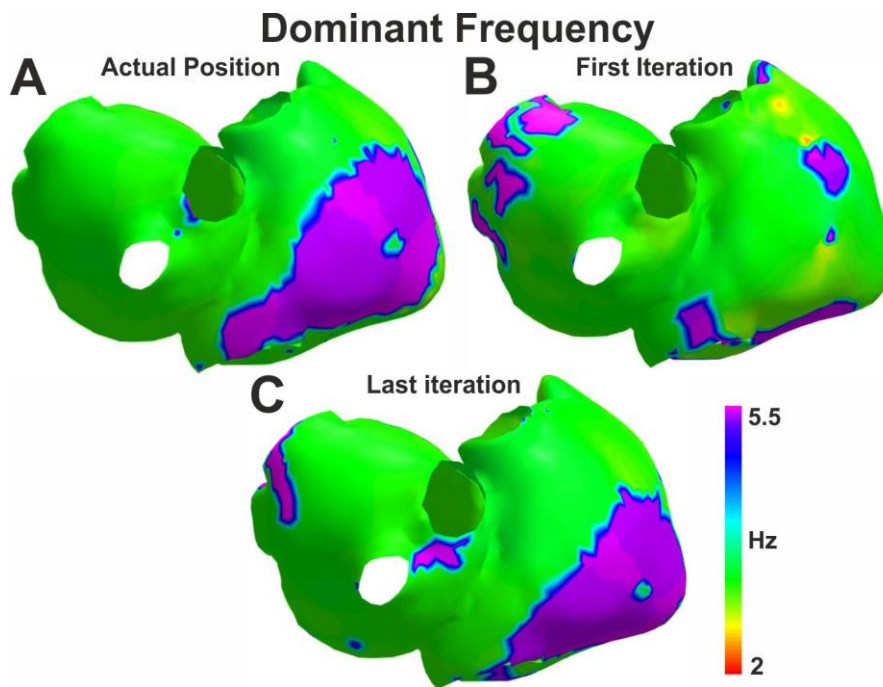 Dominant Frequency
A
Actual Position
B
First Iteration
C
Last iteration
5.5
Hz
2